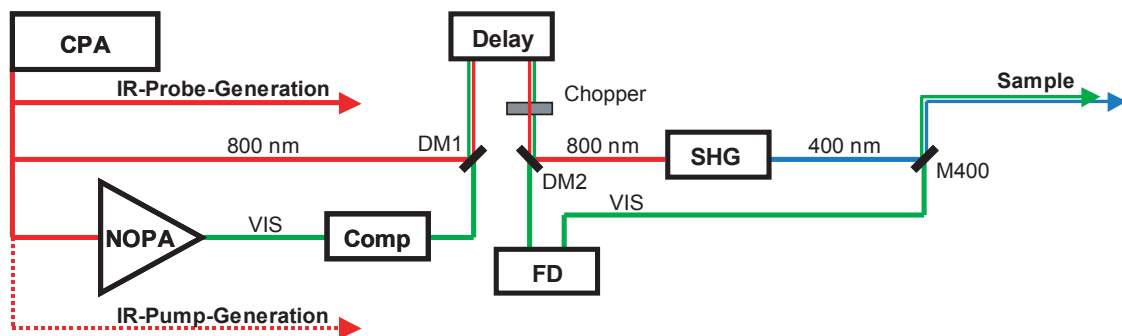 CPA
Delay
IR-Probe-Generation
Chopper
Sample
800 nm
DM1
800 nm
SHG
400 nm
DM2
M400
NOPA
VIS
Comp
VIS
FD
IR-Pump-Generation